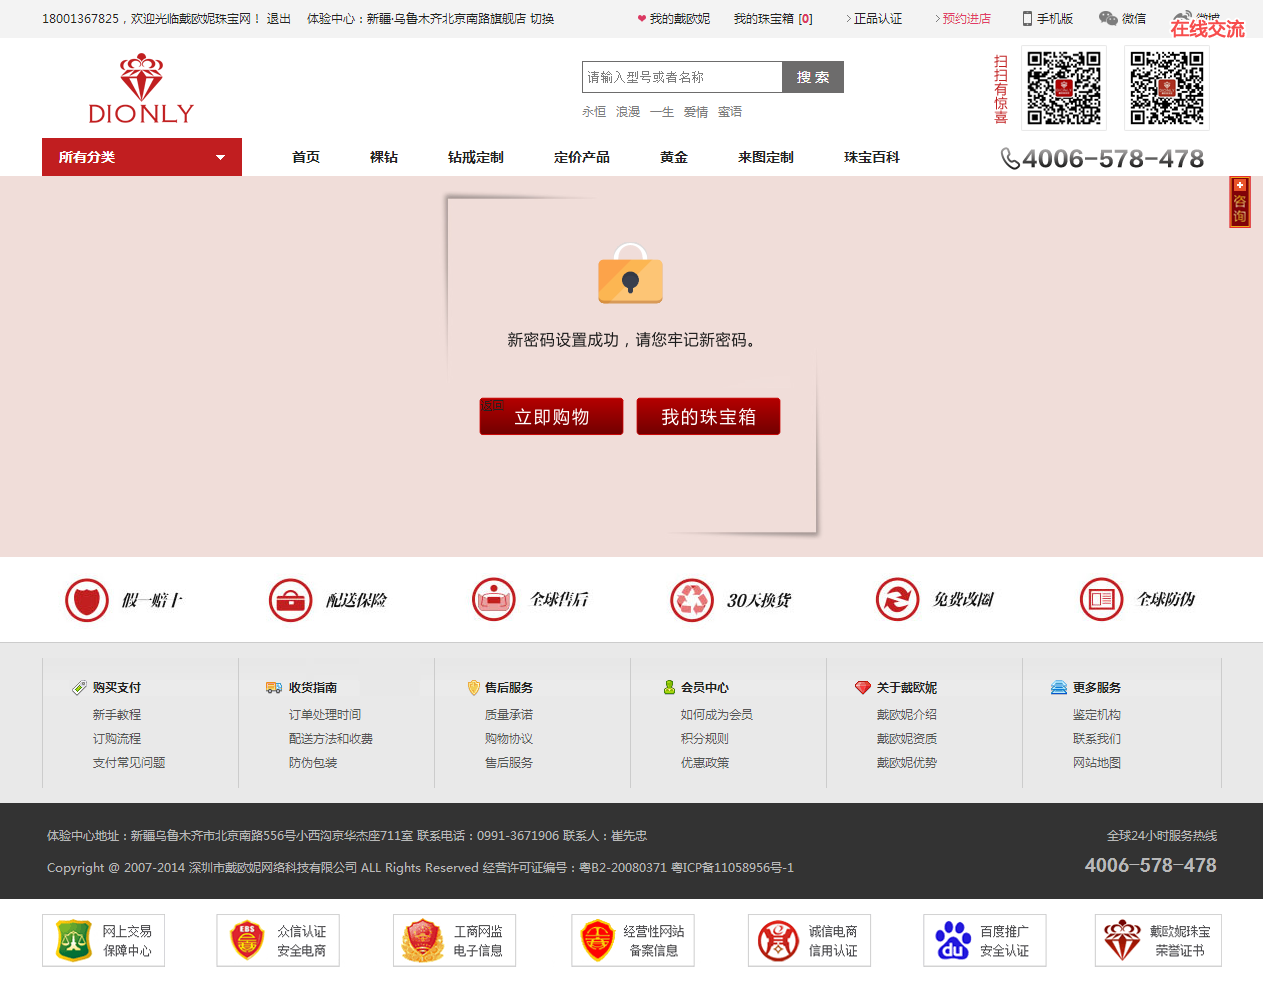 18001367825，欢迎光临戴欧妮珠宝网！ 退出 体验中心：新疆·乌鲁木齐北京南路旗舰店 切换
我的戴欧妮 我的珠宝箱 [0] 正品认证 预约进店 手机版 微信 微博
在线交流
DIONLY
请输入型号或者名称 搜 索
永恒 浪漫 一生 爱情 蜜语
扫扫有惊喜
所有分类 首页 裸钻 钻戒定制 定价产品 黄金 来图定制 珠宝百科 4006-578-478
咨询
新密码设置成功，请您牢记新密码。
立即购物 我的珠宝箱
假一赔十 配送保险 全球售后 30天换货 免费改圈 全球防伪
购买支付 收货指南 售后服务 会员中心 关于戴欧妮 更多服务
新手教程 订单处理时间 质量承诺 如何成为会员 戴欧妮介绍 鉴定机构
订购流程 配送方法和收费 购物协议 积分规则 戴欧妮资质 联系我们
支付常见问题 防伪包装 售后服务 优惠政策 戴欧妮优势 网站地图
体验中心地址：新疆乌鲁木齐市北京南路556号小西沟京华杰座711室 联系电话：0991-3671906 联系人：崔先忠
全球24小时服务热线
Copyright @ 2007-2014 深圳市戴欧妮网络科技有限公司 ALL Rights Reserved 经营许可证编号：粤B2-20080371 粤ICP备11058956号-1
4006-578-478
网上交易 EBS 众信认证 工商网监 经营性网站 诚信电商 百度推广 戴欧妮珠宝
保障中心 安全电商 电子信息 备案信息 信用认证 du 安全认证 荣誉证书